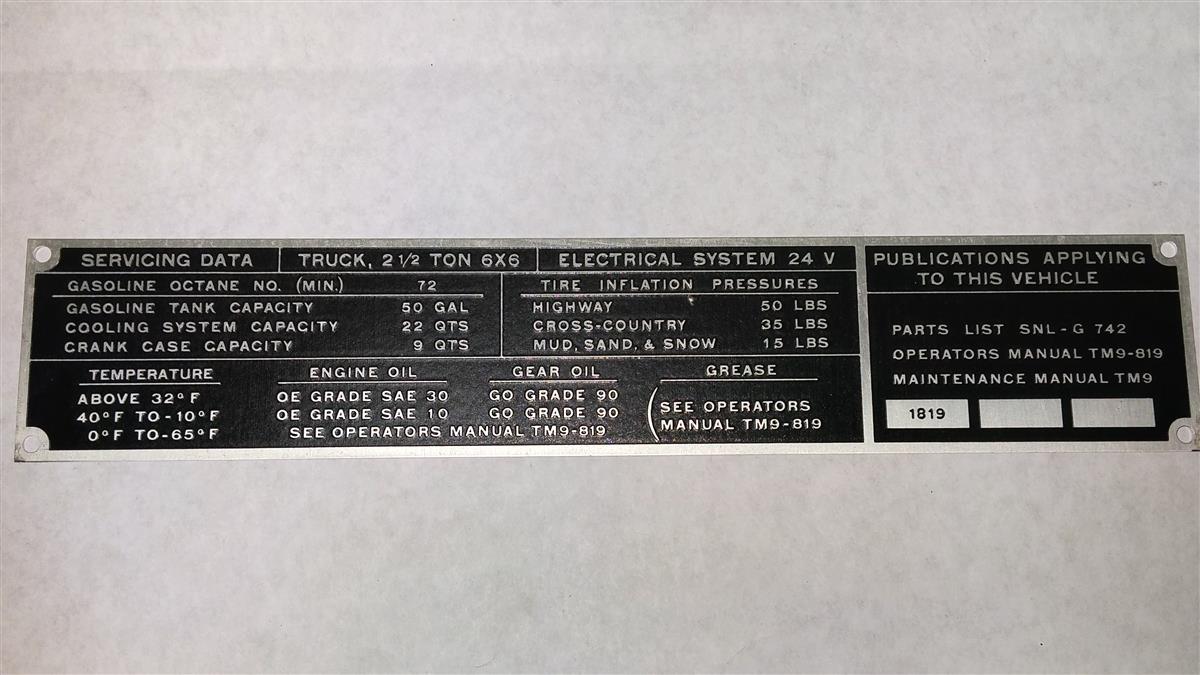 SERVICING DATA TRUCK, 2 1/2 TON 6X6 ELECTRICAL SYSTEM 24 V
GASOLINE OCTANE NO. (MIN.) 72
GASOLINE TANK CAPACITY 50 GAL
COOLING SYSTEM CAPACITY 22 QTS
CRANK CASE CAPACITY 9 QTS
TIRE INFLATION PRESSURES
HIGHWAY 50 LBS
CROSS-COUNTRY 35 LBS
MUD, SAND, & SNOW 15 LBS
TEMPERATURE ENGINE OIL GEAR OIL GREASE
ABOVE 32°F OE GRADE SAE 30 GO GRADE 90
40°F TO -10°F OE GRADE SAE 10 GO GRADE 90
0°F TO -65°F SEE OPERATORS MANUAL TM9-819
SEE OPERATORS
MANUAL TM9-819
PUBLICATIONS APPLYING
TO THIS VEHICLE
PARTS LIST SNL-G 742
OPERATORS MANUAL TM9-819
MAINTENANCE MANUAL TM9
1819